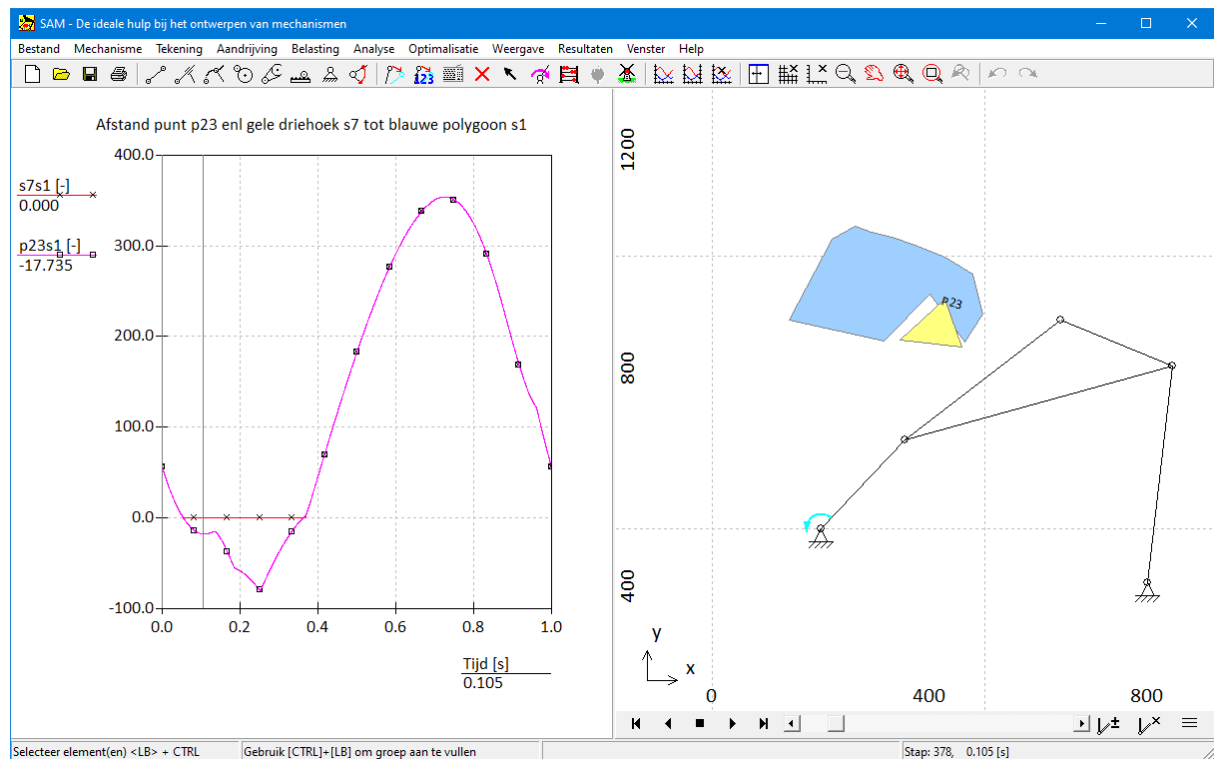 SAM - De ideale hulp bij het ontwerpen van mechanismen
Bestand Mechanisme Tekening Aandrijving Belasting Analyse Optimalisatie Weergave Resultaten Venster Help
123
Afstand punt p23 enl gele driehoek s7 tot blauwe polygoon s1
s7s1 [-]
0.000
p23s1 [-]
-17.735
400.0
300.0
200.0
100.0
0.0
-100.0
0.0 0.2 0.4 0.6 0.8 1.0
Tijd [s]
0.105
1200
800
400
P23
y
x
0 400 800
Selecteer element(en) <LB> + CTRL
Gebruik [CTRL]+[LB] om groep aan te vullen
Stap: 378, 0.105 [s]